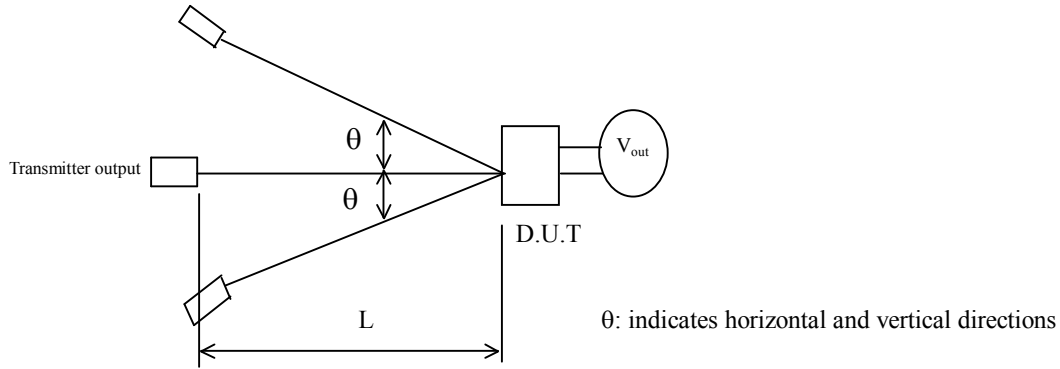 θ
V_out
Transmitter output
θ
D.U.T
L
θ: indicates horizontal and vertical directions